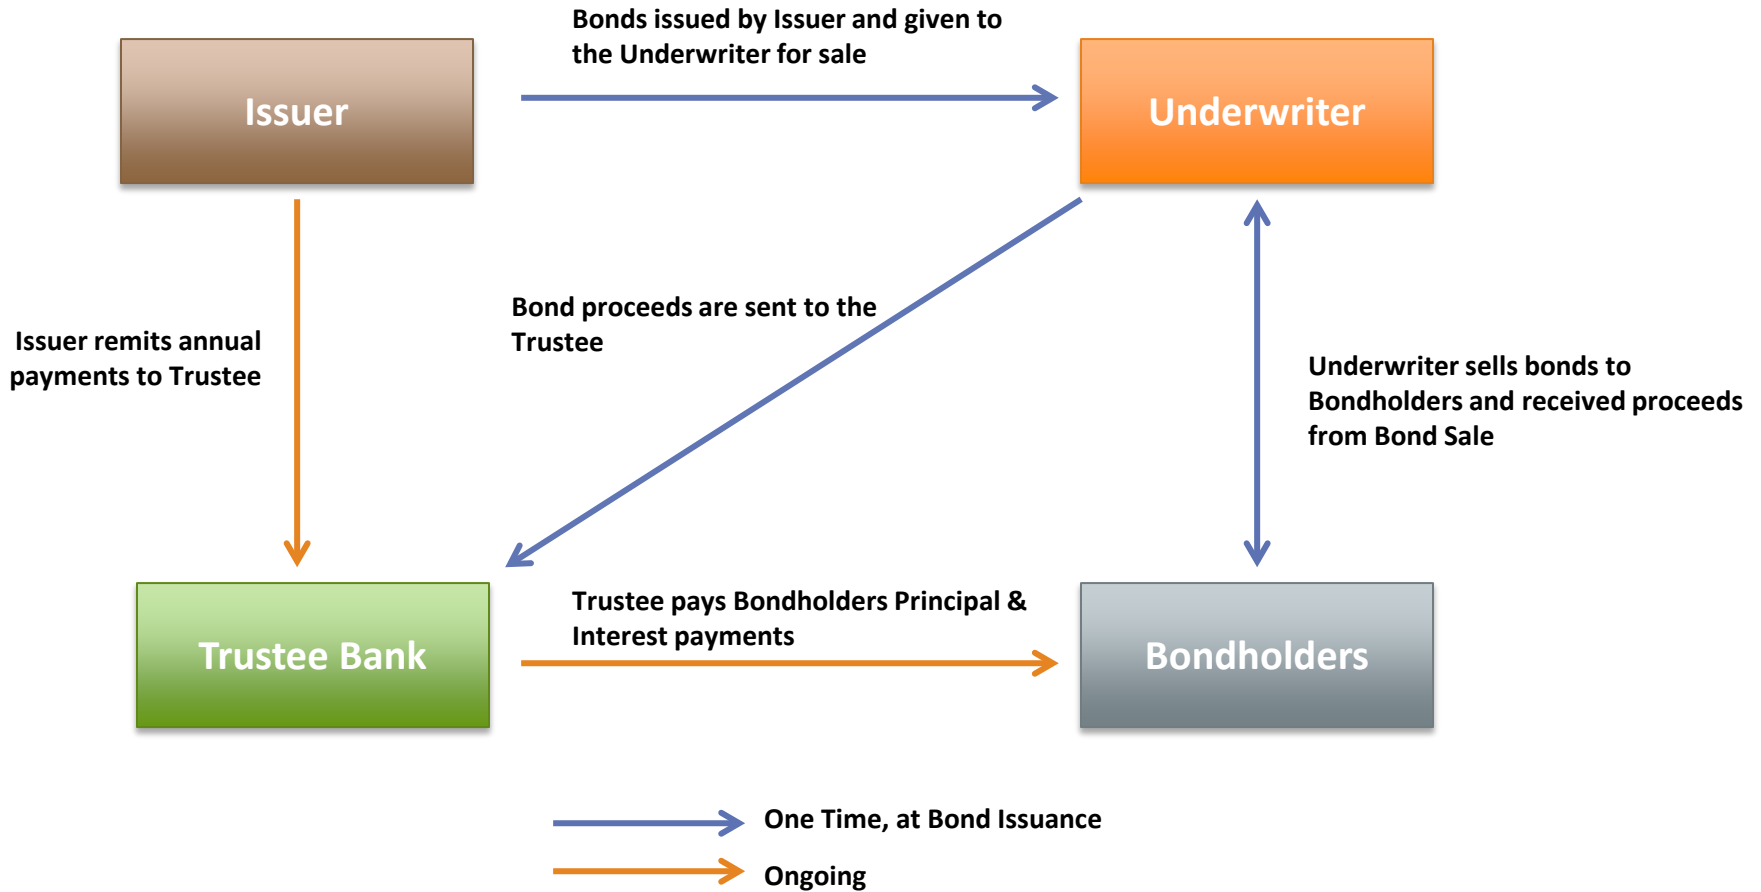 Bonds issued by Issuer and given to
the Underwriter for sale
Issuer
Underwriter
Bond proceeds are sent to the
Trustee
Issuer remits annual
payments to Trustee
Underwriter sells bonds to
Bondholders and received proceeds
from Bond Sale
Trustee pays Bondholders Principal &
Interest payments
Trustee Bank
Bondholders
One Time, at Bond Issuance
Ongoing